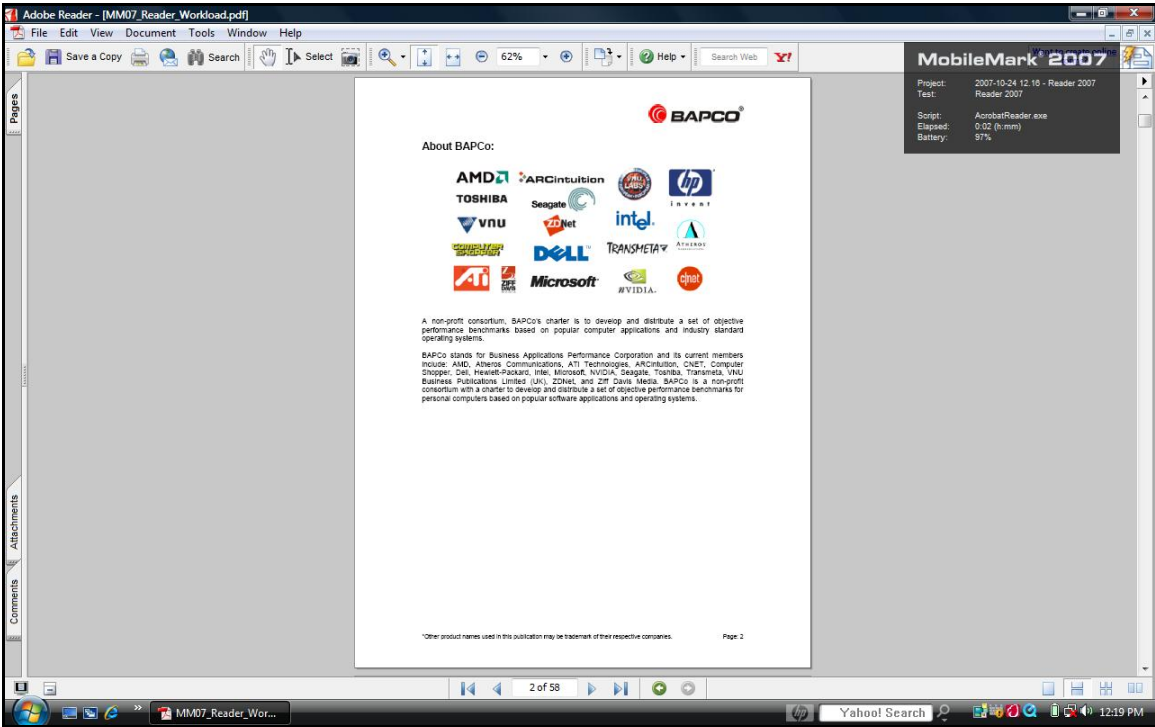 Adobe Reader - [MM07_Reader_Workload.pdf]
File Edit View Document Tools Window Help
Save a Copy Search Select 62% Help Search Web Y!
MobileMark® 2007
Project: 2007-10-24 12.16 - Reader 2007
Test: Reader 2007
Script: AcrobatReader.exe
Elapsed: 0:02 (h:mm)
Battery: 97%
Pages
Attachments
Comments
BAPCO®
About BAPCo:
AMD ARCintuition VNU LABS hp invent
TOSHIBA Seagate
vnu ZDNet intel. ATHEROS
COMPUTER SHOPPER DELL™ TRANSMETA
ATi ZIFF DAVIS Microsoft NVIDIA. cnet
A non-profit consortium, BAPCo's charter is to develop and distribute a set of objective
performance benchmarks based on popular computer applications and industry standard
operating systems.
BAPCo stands for Business Applications Performance Corporation and its current members
include: AMD, Atheros Communications, ATI Technologies, ARCintuition, CNET, Computer
Shopper, Dell, Hewlett-Packard, Intel, Microsoft, NVIDIA, Seagate, Toshiba, Transmeta, VNU
Business Publications Limited (UK), ZDNet, and Ziff Davis Media. BAPCo is a non-profit
consortium with a charter to develop and distribute a set of objective performance benchmarks for
personal computers based on popular software applications and operating systems.
*Other product names used in this publication may be trademark of their respective companies. Page: 2
2 of 58
MM07_Reader_Wor... hp Yahoo! Search 12:19 PM